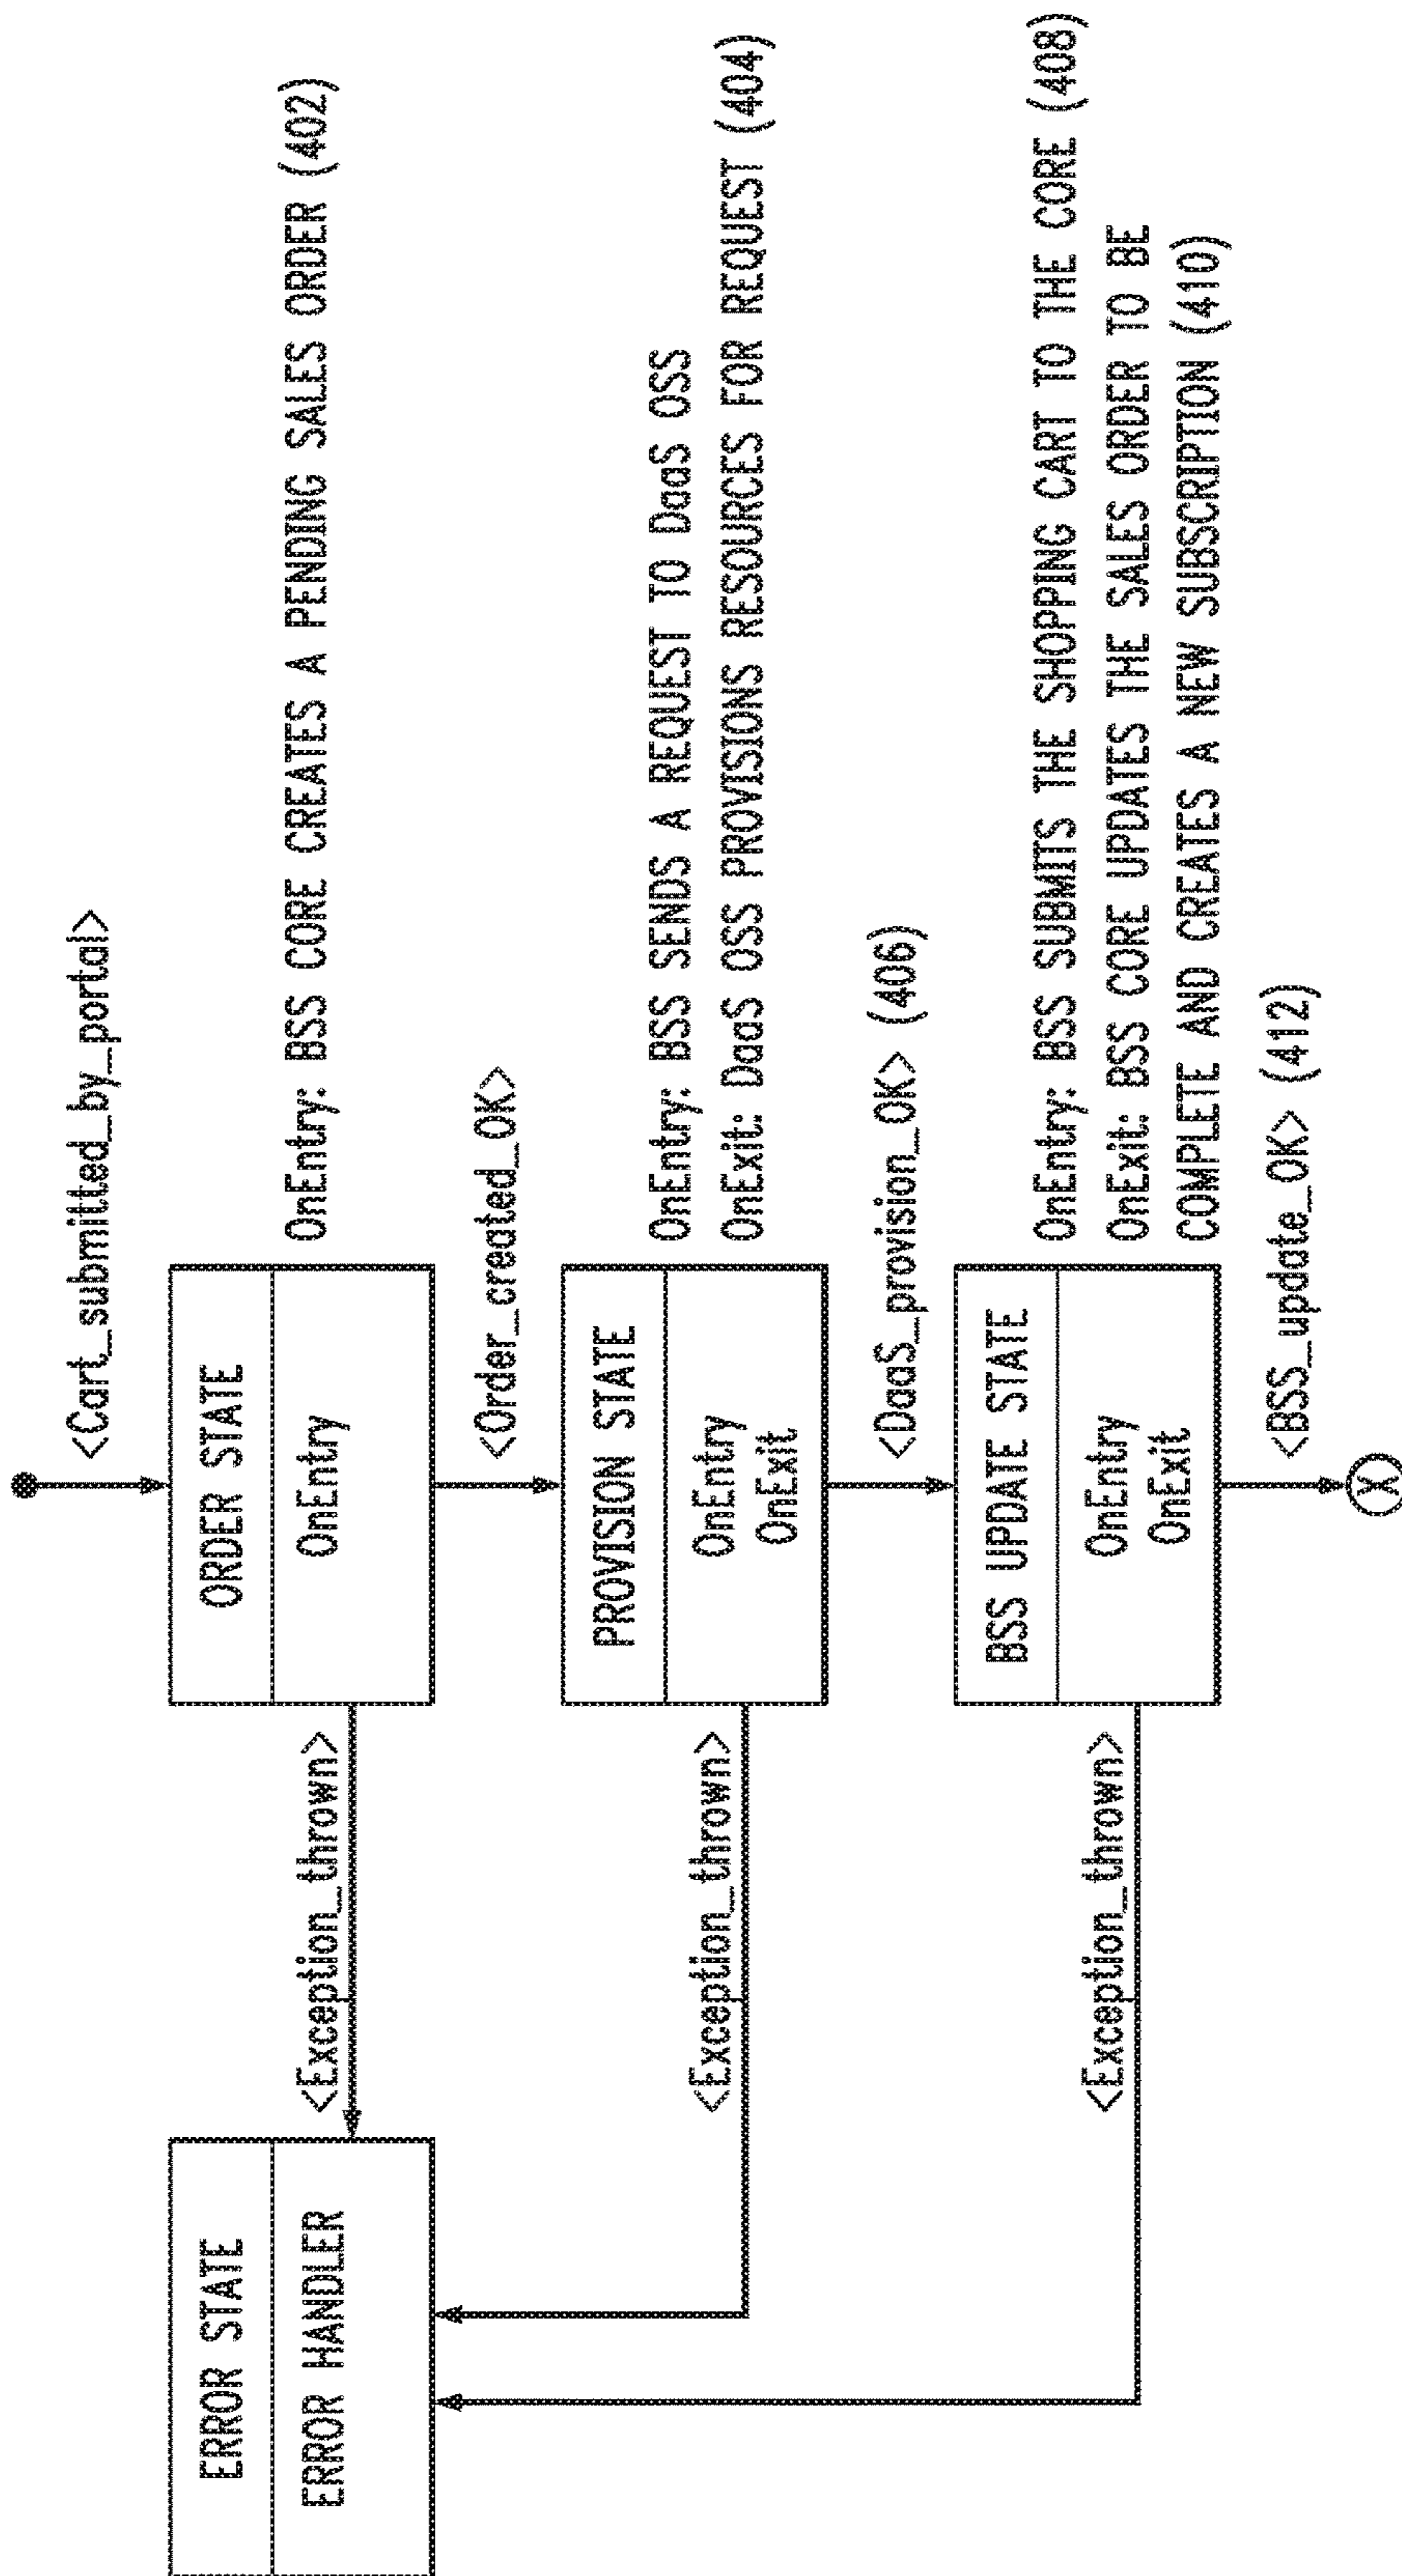 <Cart_submitted_by_portal>
ORDER STATE
OnEntry
OnEntry: BSS CORE CREATES A PENDING SALES ORDER (402)
<Exception_thrown>
ERROR STATE
ERROR HANDLER
<Order_created_OK>
PROVISION STATE
OnEntry
OnExit
OnEntry: BSS SENDS A REQUEST TO DaaS OSS
OnExit: DaaS OSS PROVISIONS RESOURCES FOR REQUEST (404)
<Exception_thrown>
<DaaS_provision_OK> (406)
BSS UPDATE STATE
OnEntry
OnExit
OnEntry: BSS SUBMITS THE SHOPPING CART TO THE CORE (408)
OnExit: BSS CORE UPDATES THE SALES ORDER TO BE
COMPLETE AND CREATES A NEW SUBSCRIPTION (410)
<Exception_thrown>
<BSS_update_OK> (412)
X